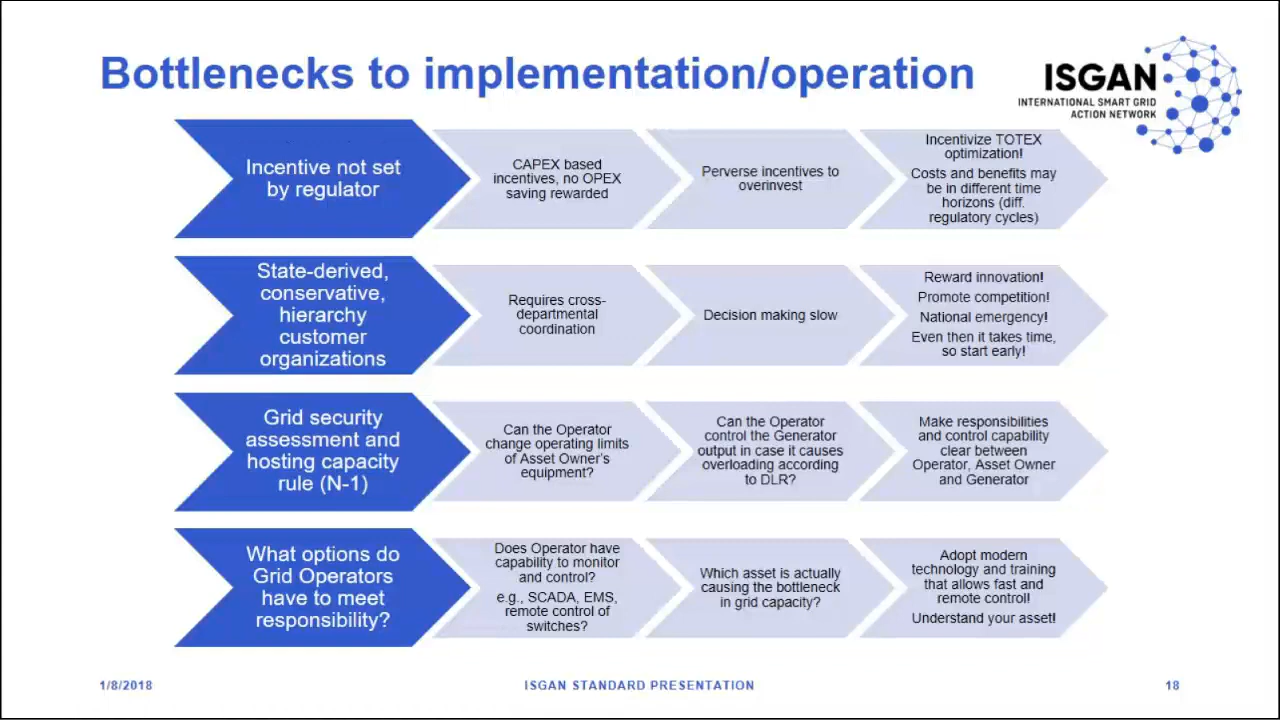 Bottlenecks to implementation/operation
ISGAN
INTERNATIONAL SMART GRID
ACTION NETWORK
Incentive not set
by regulator
CAPEX based
incentives, no OPEX
saving rewarded
Perverse incentives to
overinvest
Incentivize TOTEX
optimization!
Costs and benefits may
be in different time
horizons (diff.
regulatory cycles)
State-derived,
conservative,
hierarchy
customer
organizations
Requires cross-
departmental
coordination
Decision making slow
Reward innovation!
Promote competition!
National emergency!
Even then it takes time,
so start early!
Grid security
assessment and
hosting capacity
rule (N-1)
Can the Operator
change operating limits
of Asset Owner's
equipment?
Can the Operator
control the Generator
output in case it causes
overloading according
to DLR?
Make responsibilities
and control capability
clear between
Operator, Asset Owner
and Generator
What options do
Grid Operators
have to meet
responsibility?
Does Operator have
capability to monitor
and control?
e.g., SCADA, EMS,
remote control of
switches?
Which asset is actually
causing the bottleneck
in grid capacity?
Adopt modern
technology and training
that allows fast and
remote control!
Understand your asset!
1/8/2018
ISGAN STANDARD PRESENTATION
18